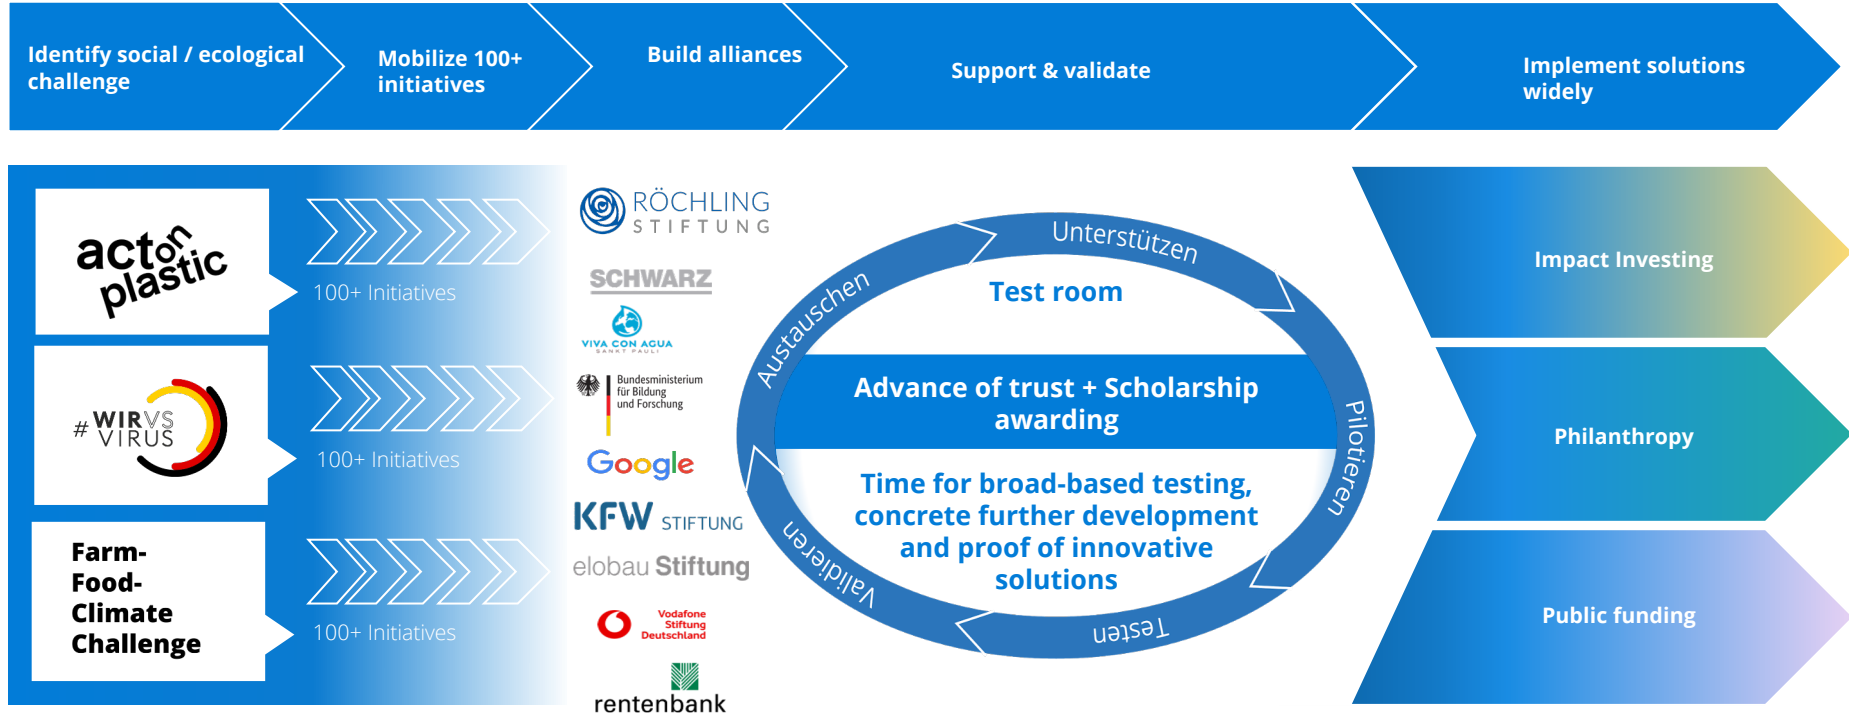 Identify social / ecological
challenge
Mobilize 100+
initiatives
Build alliances
Support & validate
Implement solutions
widely
act on
plastic
100+ Initiatives
#WIRVS
VIRUS
100+ Initiatives
Farm-
Food-
Climate
Challenge
100+ Initiatives
RÖCHLING
STIFTUNG
SCHWARZ
VIVA CON AGUA
SANKT PAULI
Bundesministerium
für Bildung
und Forschung
Google
KFW STIFTUNG
elobau Stiftung
Vodafone
Stiftung
Deutschland
rentenbank
Austauschen
Unterstützen
Pilotieren
Testen
Validieren
Test room
Advance of trust + Scholarship
awarding
Time for broad-based testing,
concrete further development
and proof of innovative
solutions
Impact Investing
Philanthropy
Public funding